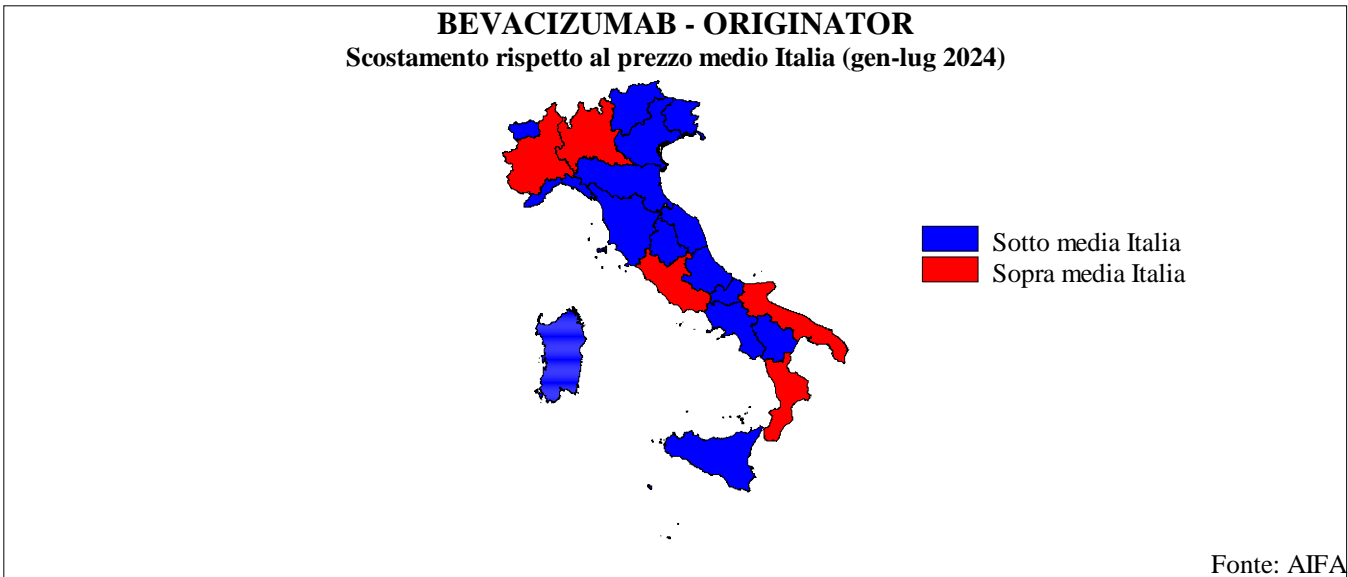 BEVACIZUMAB - ORIGINATOR
Scostamento rispetto al prezzo medio Italia (gen-lug 2024)
Sotto media Italia
Sopra media Italia
Fonte: AIFA